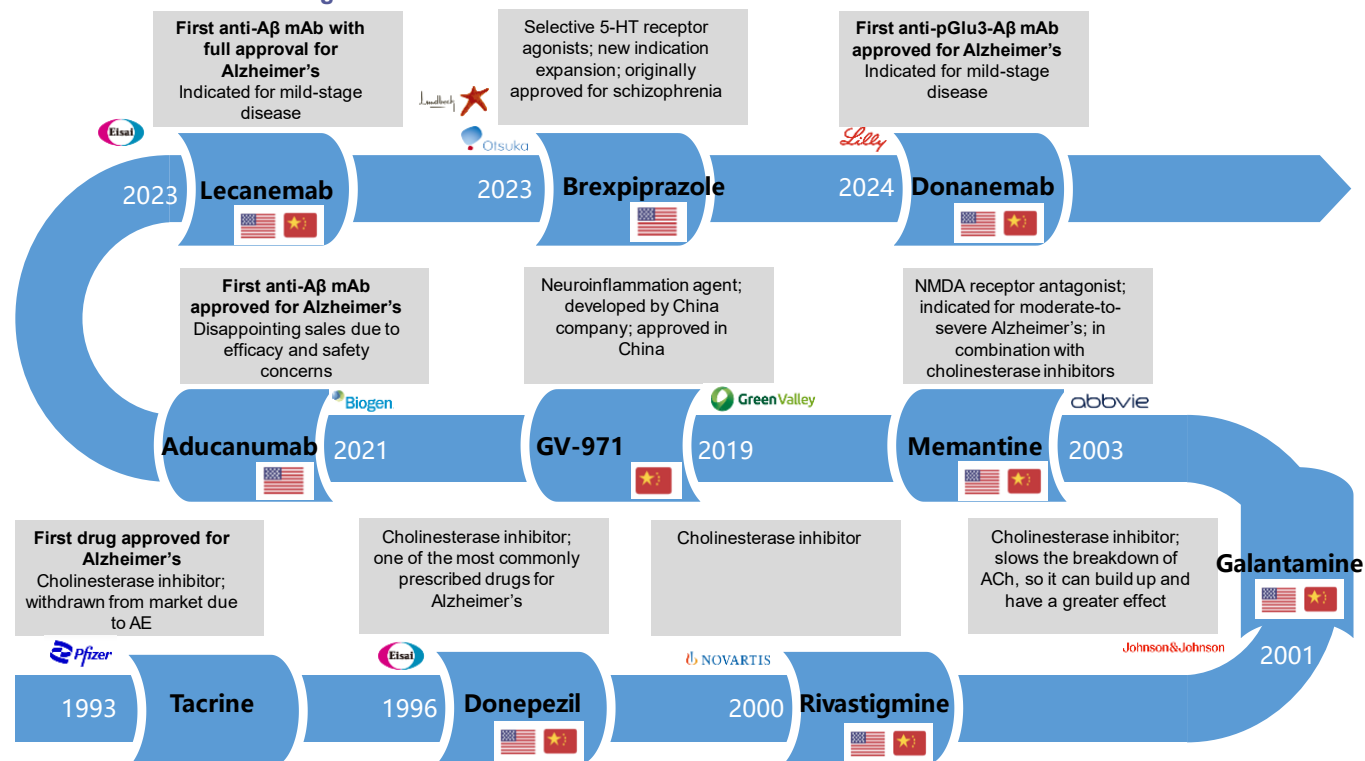 First anti-Aβ mAb with
full approval for
Alzheimer's
Indicated for mild-stage
disease
Selective 5-HT receptor
agonists; new indication
expansion; originally
approved for schizophrenia
First anti-pGlu3-Aβ mAb
approved for Alzheimer's
Indicated for mild-stage
disease
Eisai
Lundbeck
Otsuka
Lilly
2023
Lecanemab
2023
Brexpiprazole
2024
Donanemab
First anti-Aβ mAb
approved for Alzheimer's
Disappointing sales due to
efficacy and safety
concerns
Neuroinflammation agent;
developed by China
company; approved in
China
NMDA receptor antagonist;
indicated for moderate-to-
severe Alzheimer's; in
combination with
cholinesterase inhibitors
Biogen
Green Valley
abbvie
Aducanumab
2021
GV-971
2019
Memantine
2003
First drug approved for
Alzheimer's
Cholinesterase inhibitor;
withdrawn from market due
to AE
Cholinesterase inhibitor;
one of the most commonly
prescribed drugs for
Alzheimer's
Cholinesterase inhibitor
Cholinesterase inhibitor;
slows the breakdown of
ACh, so it can build up and
have a greater effect
Galantamine
Pfizer
Eisai
NOVARTIS
Johnson&Johnson
2001
1993
Tacrine
1996
Donepezil
2000
Rivastigmine